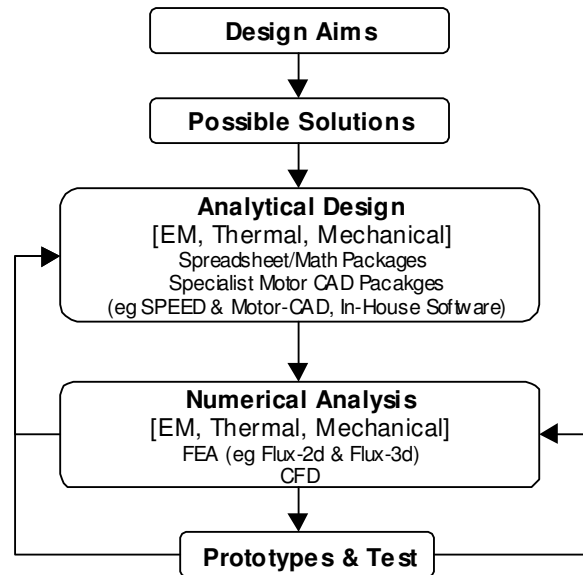 Design Aims
Possible Solutions
Analytical Design
[EM, Thermal, Mechanical]
Spreadsheet/Math Packages
Specialist Motor CAD Pacakges
(eg SPEED & Motor-CAD, In-House Software)
Numerical Analysis
[EM, Thermal, Mechanical]
FEA (eg Flux-2d & Flux-3d)
CFD
Prototypes & Test